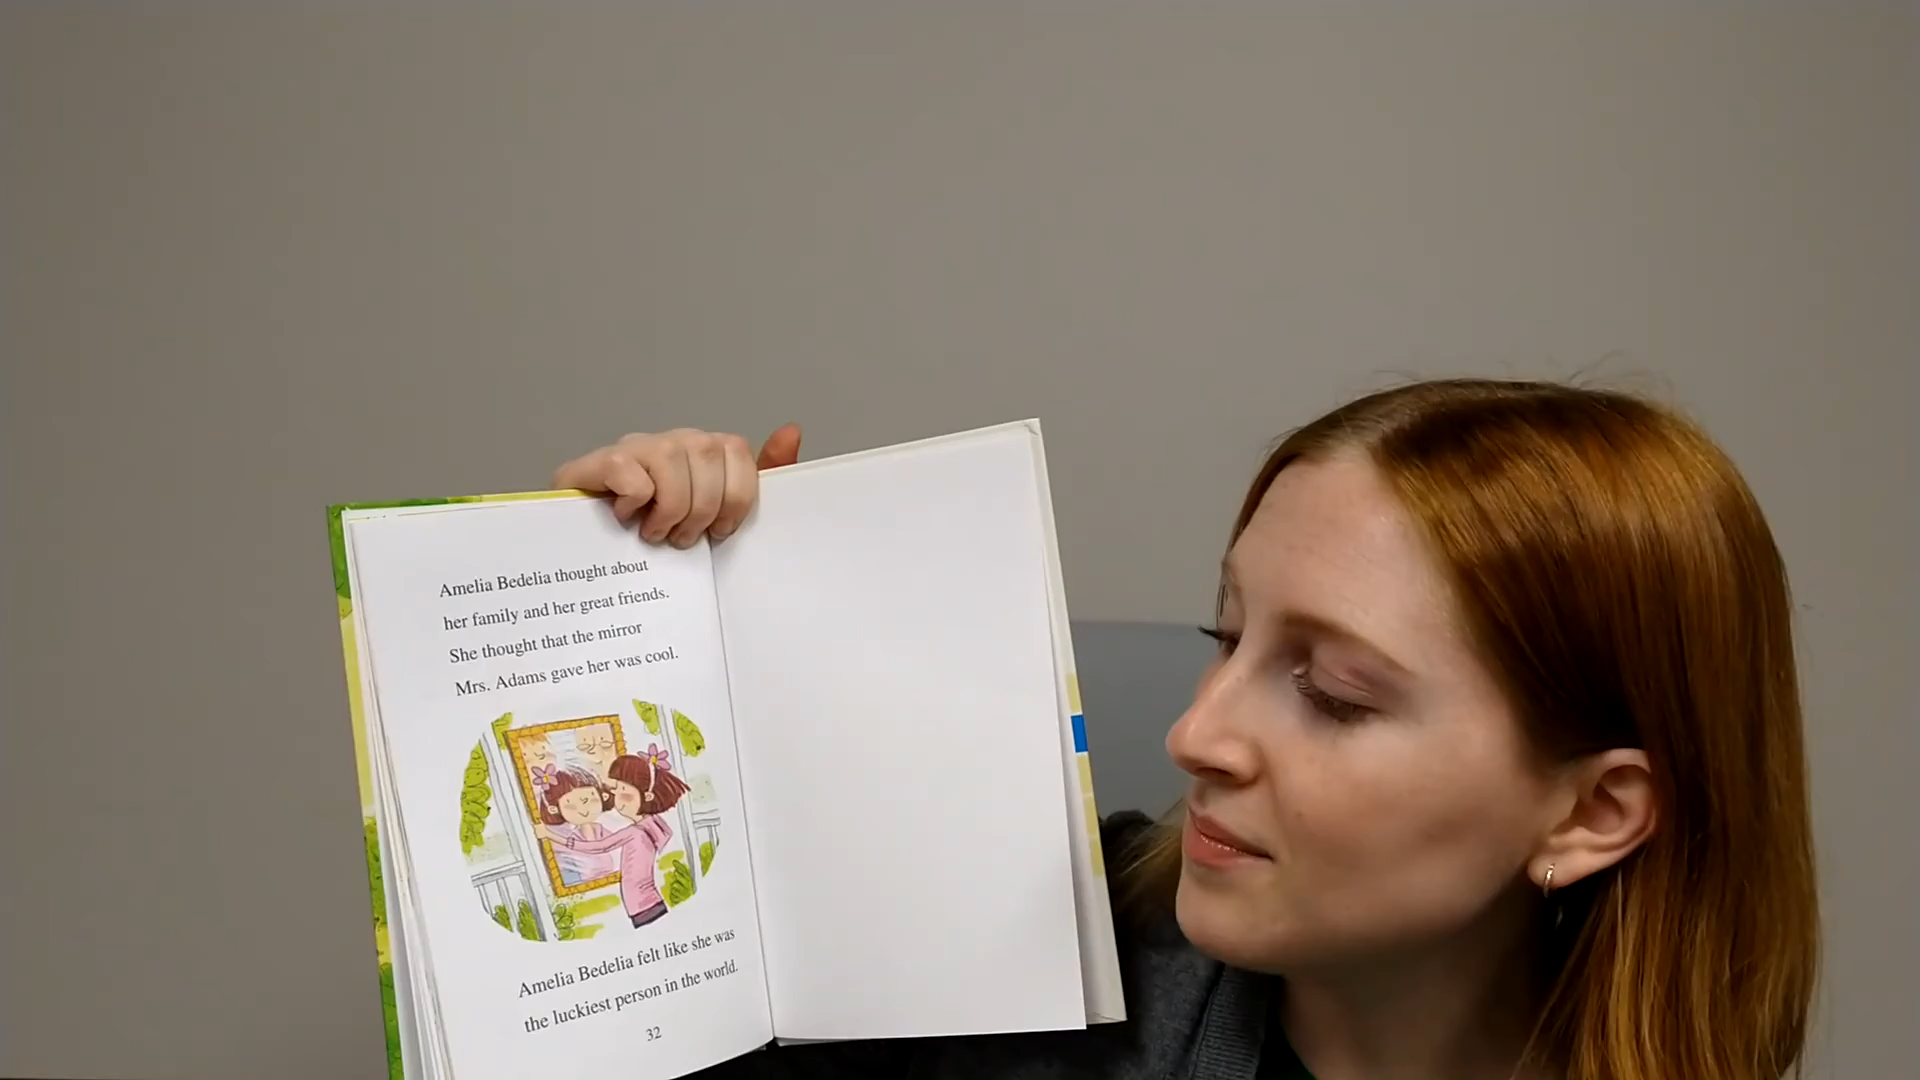 Amelia Bedelia thought about
her family and her great friends.
She thought that the mirror
Mrs. Adams gave her was cool.
Amelia Bedelia felt like she was
the luckiest person in the world.
32